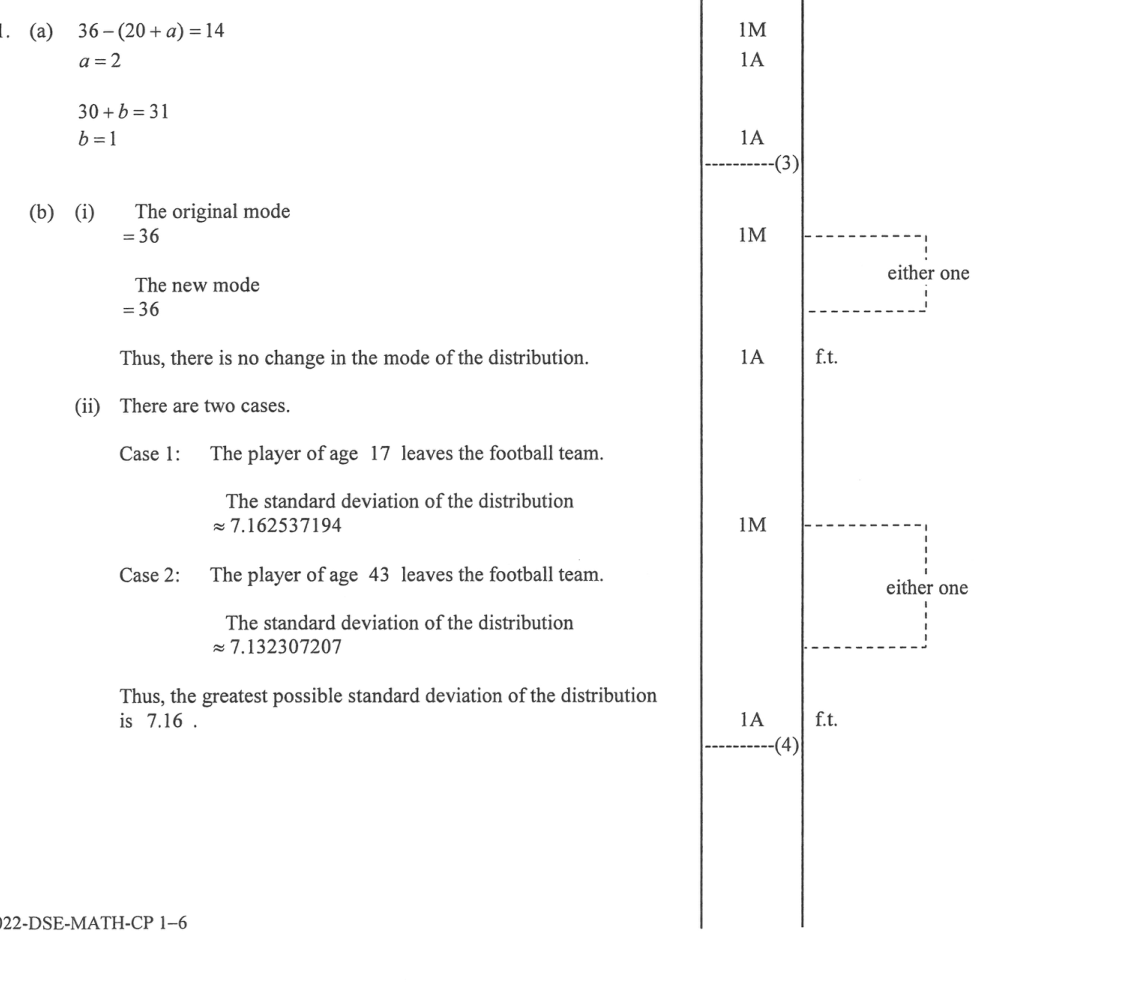 1. (a) 36 – (20 + a) = 14 1M
a = 2 1A
30 + b = 31
b = 1 1A
----------(3)
(b) (i) The original mode
= 36 1M
either one
The new mode
= 36
Thus, there is no change in the mode of the distribution. 1A f.t.
(ii) There are two cases.
Case 1: The player of age 17 leaves the football team.
The standard deviation of the distribution
≈ 7.162537194 1M
Case 2: The player of age 43 leaves the football team.
either one
The standard deviation of the distribution
≈ 7.132307207
Thus, the greatest possible standard deviation of the distribution
is 7.16 . 1A f.t.
----------(4)
022-DSE-MATH-CP 1–6